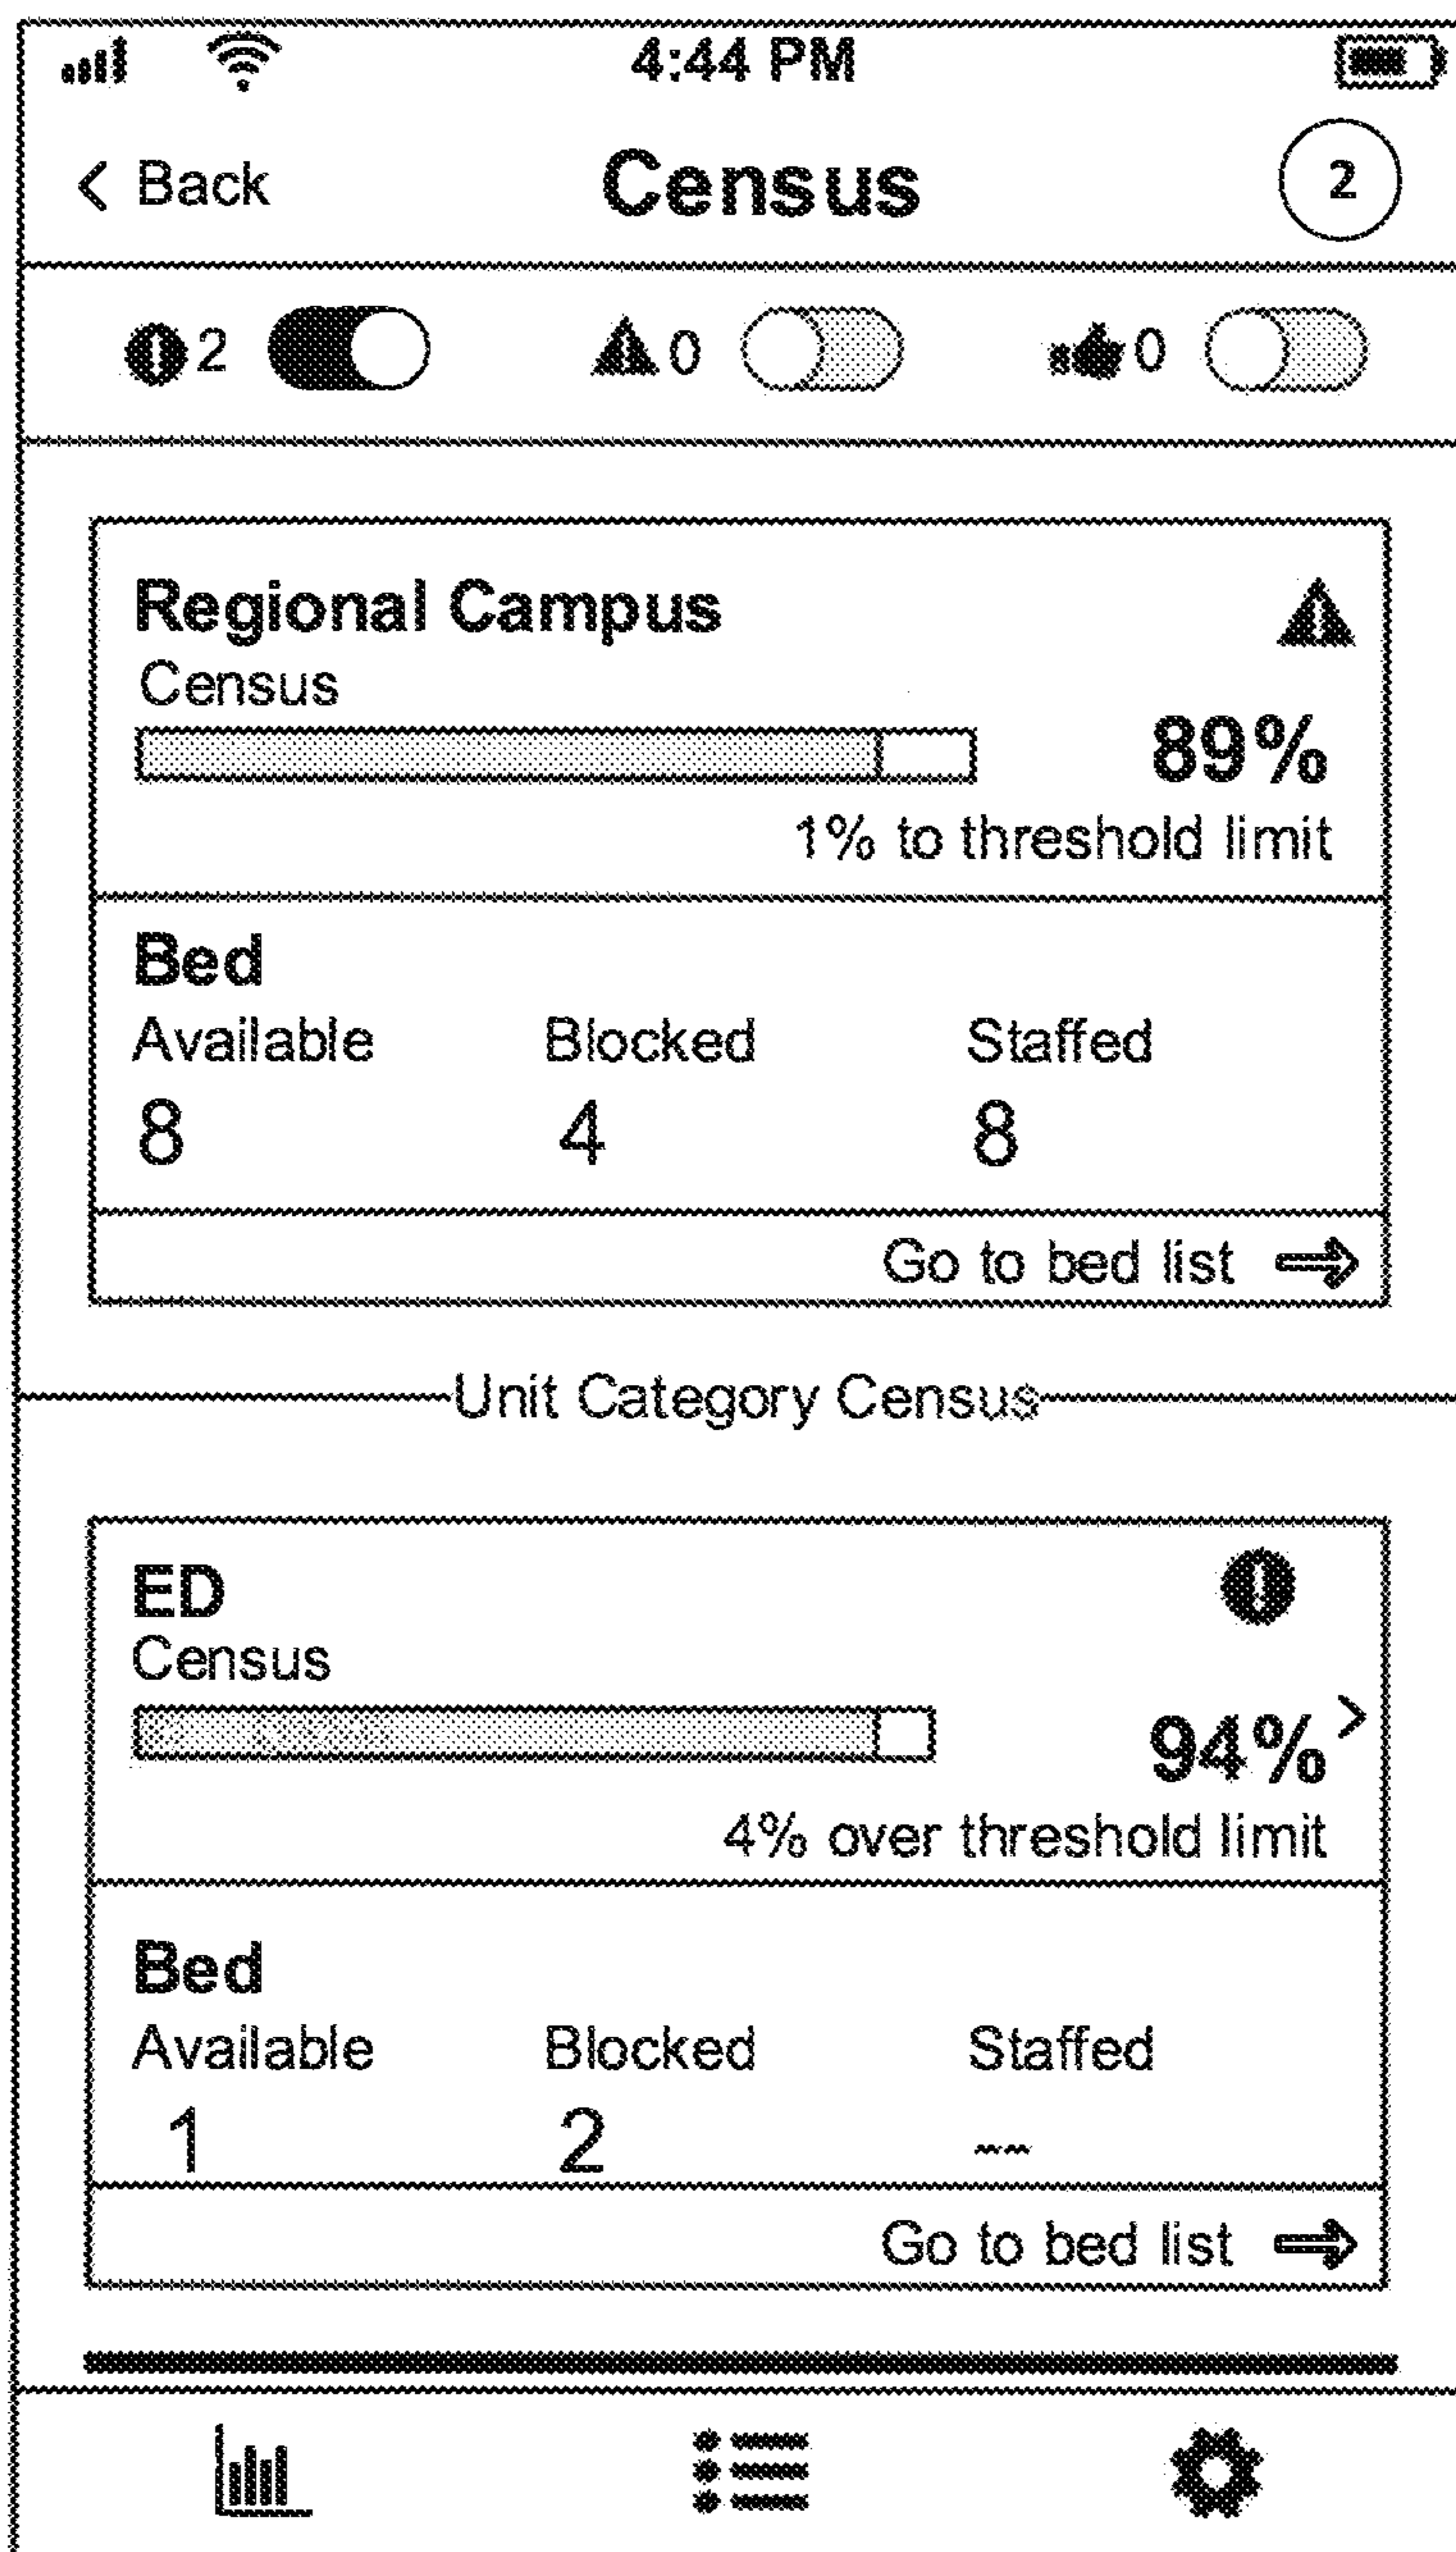 4:44 PM
< Back Census 2
2 0 0
Regional Campus
Census
89%
1% to threshold limit
Bed
Available Blocked Staffed
8 4 8
Go to bed list
Unit Category Census
ED
Census
94% >
4% over threshold limit
Bed
Available Blocked Staffed
1 2 --
Go to bed list